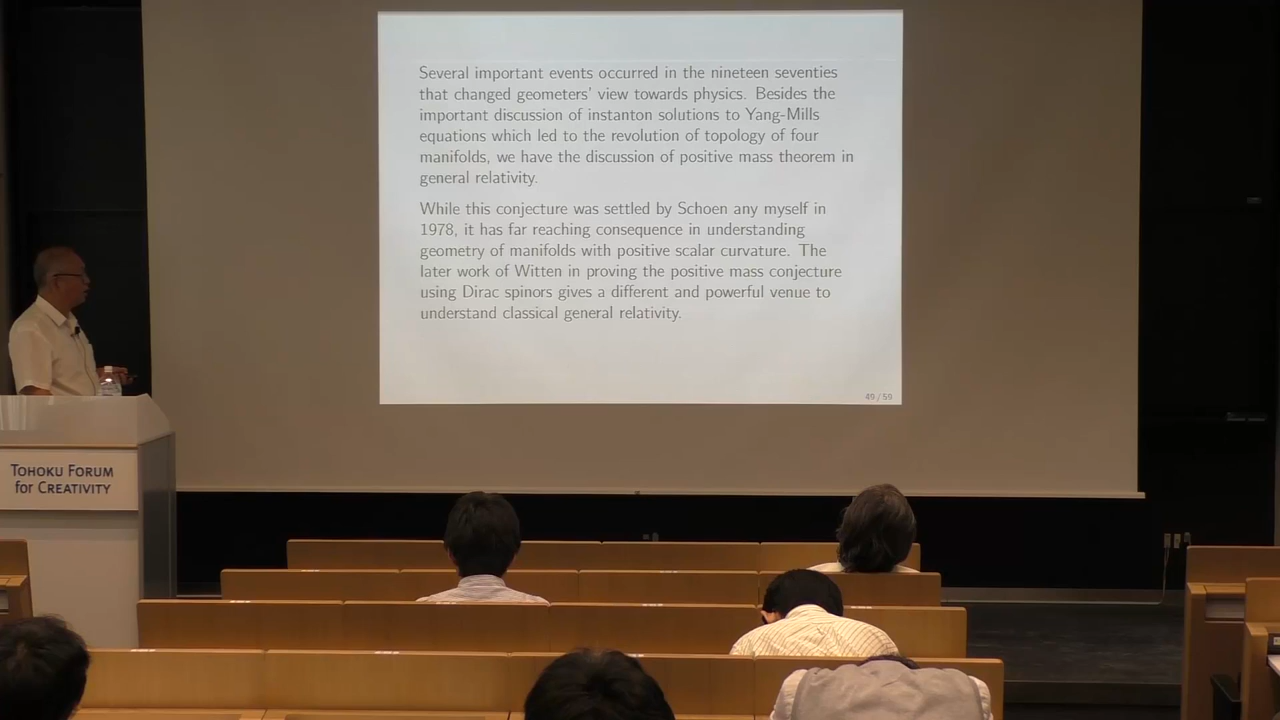 Several important events occurred in the nineteen seventies
that changed geometers' view towards physics. Besides the
important discussion of instanton solutions to Yang-Mills
equations which led to the revolution of topology of four
manifolds, we have the discussion of positive mass theorem in
general relativity.
While this conjecture was settled by Schoen any myself in
1978, it has far reaching consequence in understanding
geometry of manifolds with positive scalar curvature. The
later work of Witten in proving the positive mass conjecture
using Dirac spinors gives a different and powerful venue to
understand classical general relativity.
49 / 59
TOHOKU FORUM
for CREATIVITY